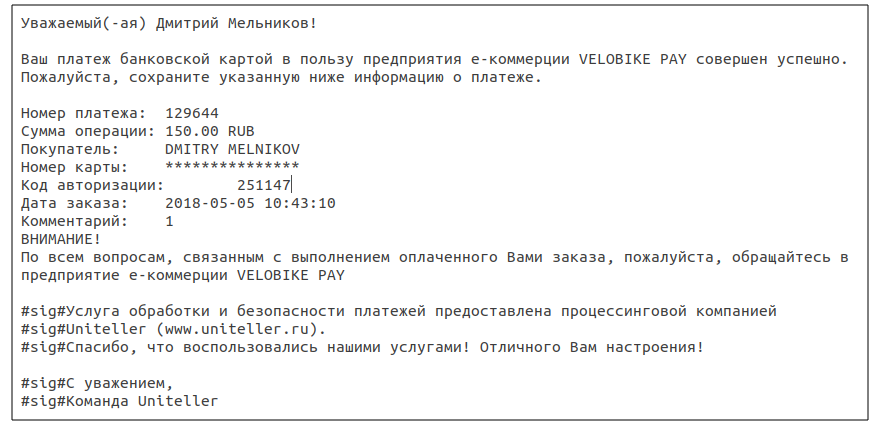 Уважаемый(-ая) Дмитрий Мельников!
Ваш платеж банковской картой в пользу предприятия е-коммерции VELOBIKE PAY совершен успешно.
Пожалуйста, сохраните указанную ниже информацию о платеже.
Номер платежа: 129644
Сумма операции: 150.00 RUB
Покупатель: DMITRY MELNIKOV
Номер карты: ***************
Код авторизации: 251147
Дата заказа: 2018-05-05 10:43:10
Комментарий: 1
ВНИМАНИЕ!
По всем вопросам, связанным с выполнением оплаченного Вами заказа, пожалуйста, обращайтесь в
предприятие е-коммерции VELOBIKE PAY
#sig#Услуга обработки и безопасности платежей предоставлена процессинговой компанией
#sig#Uniteller (www.uniteller.ru).
#sig#Спасибо, что воспользовались нашими услугами! Отличного Вам настроения!
#sig#С уважением,
#sig#Команда Uniteller